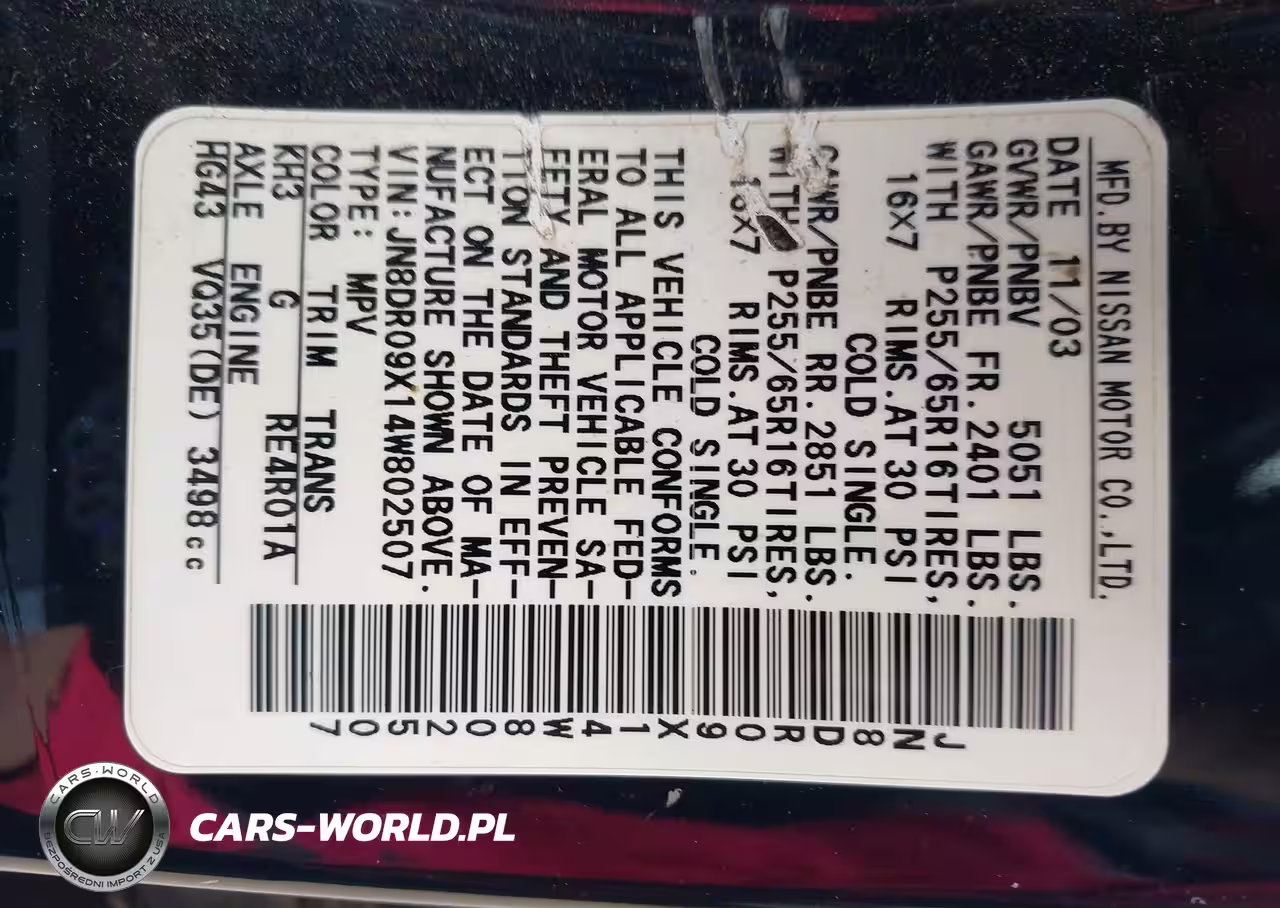 MFD.BY NISSAN MOTOR CO.,LTD.
DATE 11/03
GVWR/PNBV 5051 LBS.
GAWR/PNBE FR.2401 LBS.
WITH P255/65R16TIRES,
16X7 RIMS.AT 30 PSI
COLD SINGLE.
GAWR/PNBE RR.2851 LBS.
WITH P255/65R16TIRES,
16X7 RIMS.AT 30 PSI
COLD SINGLE.
THIS VEHICLE CONFORMS
TO ALL APPLICABLE FED-
ERAL MOTOR VEHICLE SA-
FETY AND THEFT PREVEN-
TION STANDARDS IN EFF-
ECT ON THE DATE OF MA-
NUFACTURE SHOWN ABOVE.
VIN:JN8DR09X14W802507
TYPE: MPV
COLOR TRIM TRANS
KH3 G RE4R01A
AXLE ENGINE
HG43 VQ35(DE) 3498cc
JN8DR09X14W802507
CARS-WORLD
CW
BEZPOŚREDNI IMPORT Z USA
CARS-WORLD.PL